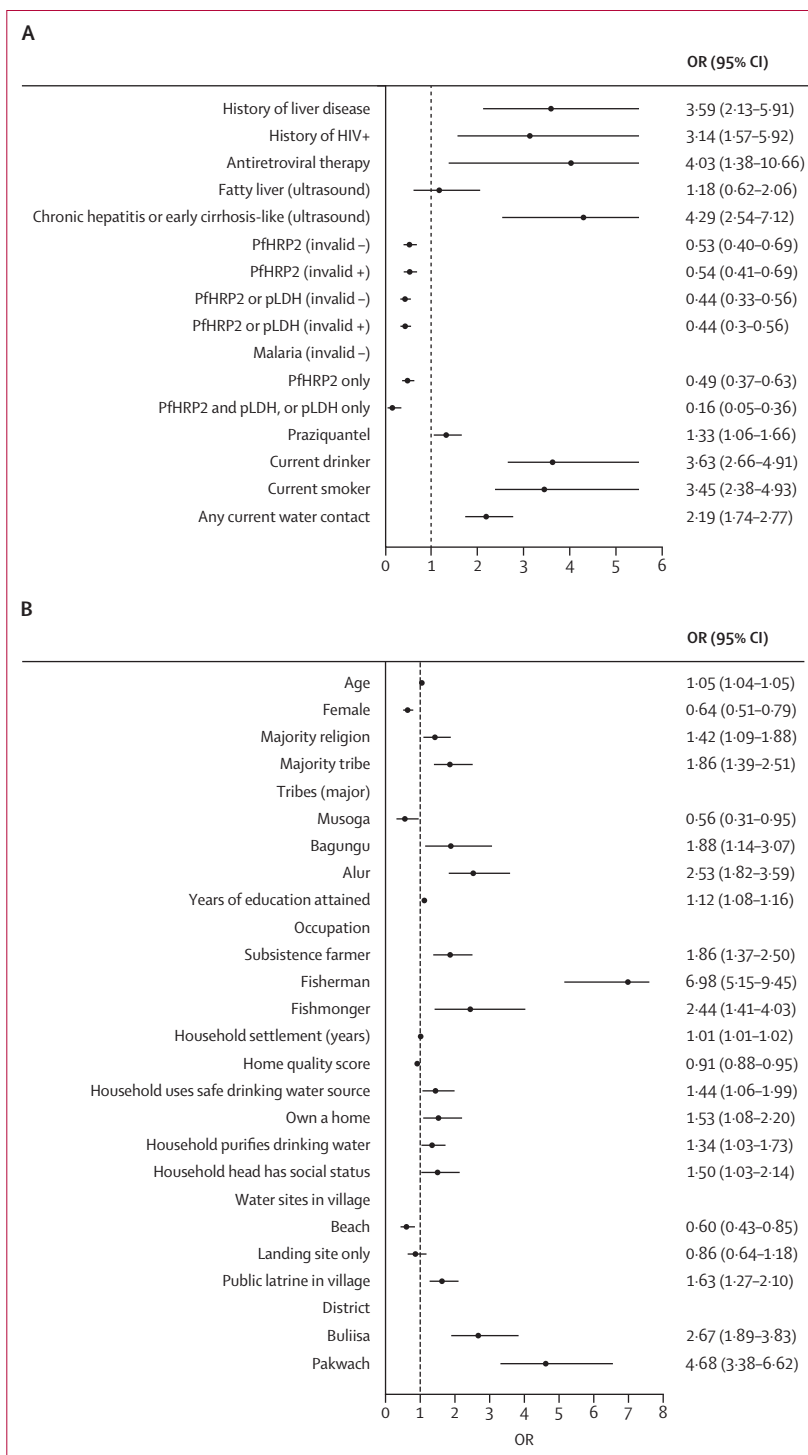 A
OR (95% CI)
History of liver disease 3·59 (2·13–5·91)
History of HIV+ 3·14 (1·57–5·92)
Antiretroviral therapy 4·03 (1·38–10·66)
Fatty liver (ultrasound) 1·18 (0·62–2·06)
Chronic hepatitis or early cirrhosis-like (ultrasound) 4·29 (2·54–7·12)
PfHRP2 (invalid –) 0·53 (0·40–0·69)
PfHRP2 (invalid +) 0·54 (0·41–0·69)
PfHRP2 or pLDH (invalid –) 0·44 (0·33–0·56)
PfHRP2 or pLDH (invalid +) 0·44 (0·3–0·56)
Malaria (invalid –)
PfHRP2 only 0·49 (0·37–0·63)
PfHRP2 and pLDH, or pLDH only 0·16 (0·05–0·36)
Praziquantel 1·33 (1·06–1·66)
Current drinker 3·63 (2·66–4·91)
Current smoker 3·45 (2·38–4·93)
Any current water contact 2·19 (1·74–2·77)
0 1 2 3 4 5 6
B
OR (95% CI)
Age 1·05 (1·04–1·05)
Female 0·64 (0·51–0·79)
Majority religion 1·42 (1·09–1·88)
Majority tribe 1·86 (1·39–2·51)
Tribes (major)
Musoga 0·56 (0·31–0·95)
Bagungu 1·88 (1·14–3·07)
Alur 2·53 (1·82–3·59)
Years of education attained 1·12 (1·08–1·16)
Occupation
Subsistence farmer 1·86 (1·37–2·50)
Fisherman 6·98 (5·15–9·45)
Fishmonger 2·44 (1·41–4·03)
Household settlement (years) 1·01 (1·01–1·02)
Home quality score 0·91 (0·88–0·95)
Household uses safe drinking water source 1·44 (1·06–1·99)
Own a home 1·53 (1·08–2·20)
Household purifies drinking water 1·34 (1·03–1·73)
Household head has social status 1·50 (1·03–2·14)
Water sites in village
Beach 0·60 (0·43–0·85)
Landing site only 0·86 (0·64–1·18)
Public latrine in village 1·63 (1·27–2·10)
District
Buliisa 2·67 (1·89–3·83)
Pakwach 4·68 (3·38–6·62)
0 1 2 3 4 5 6 7 8
OR